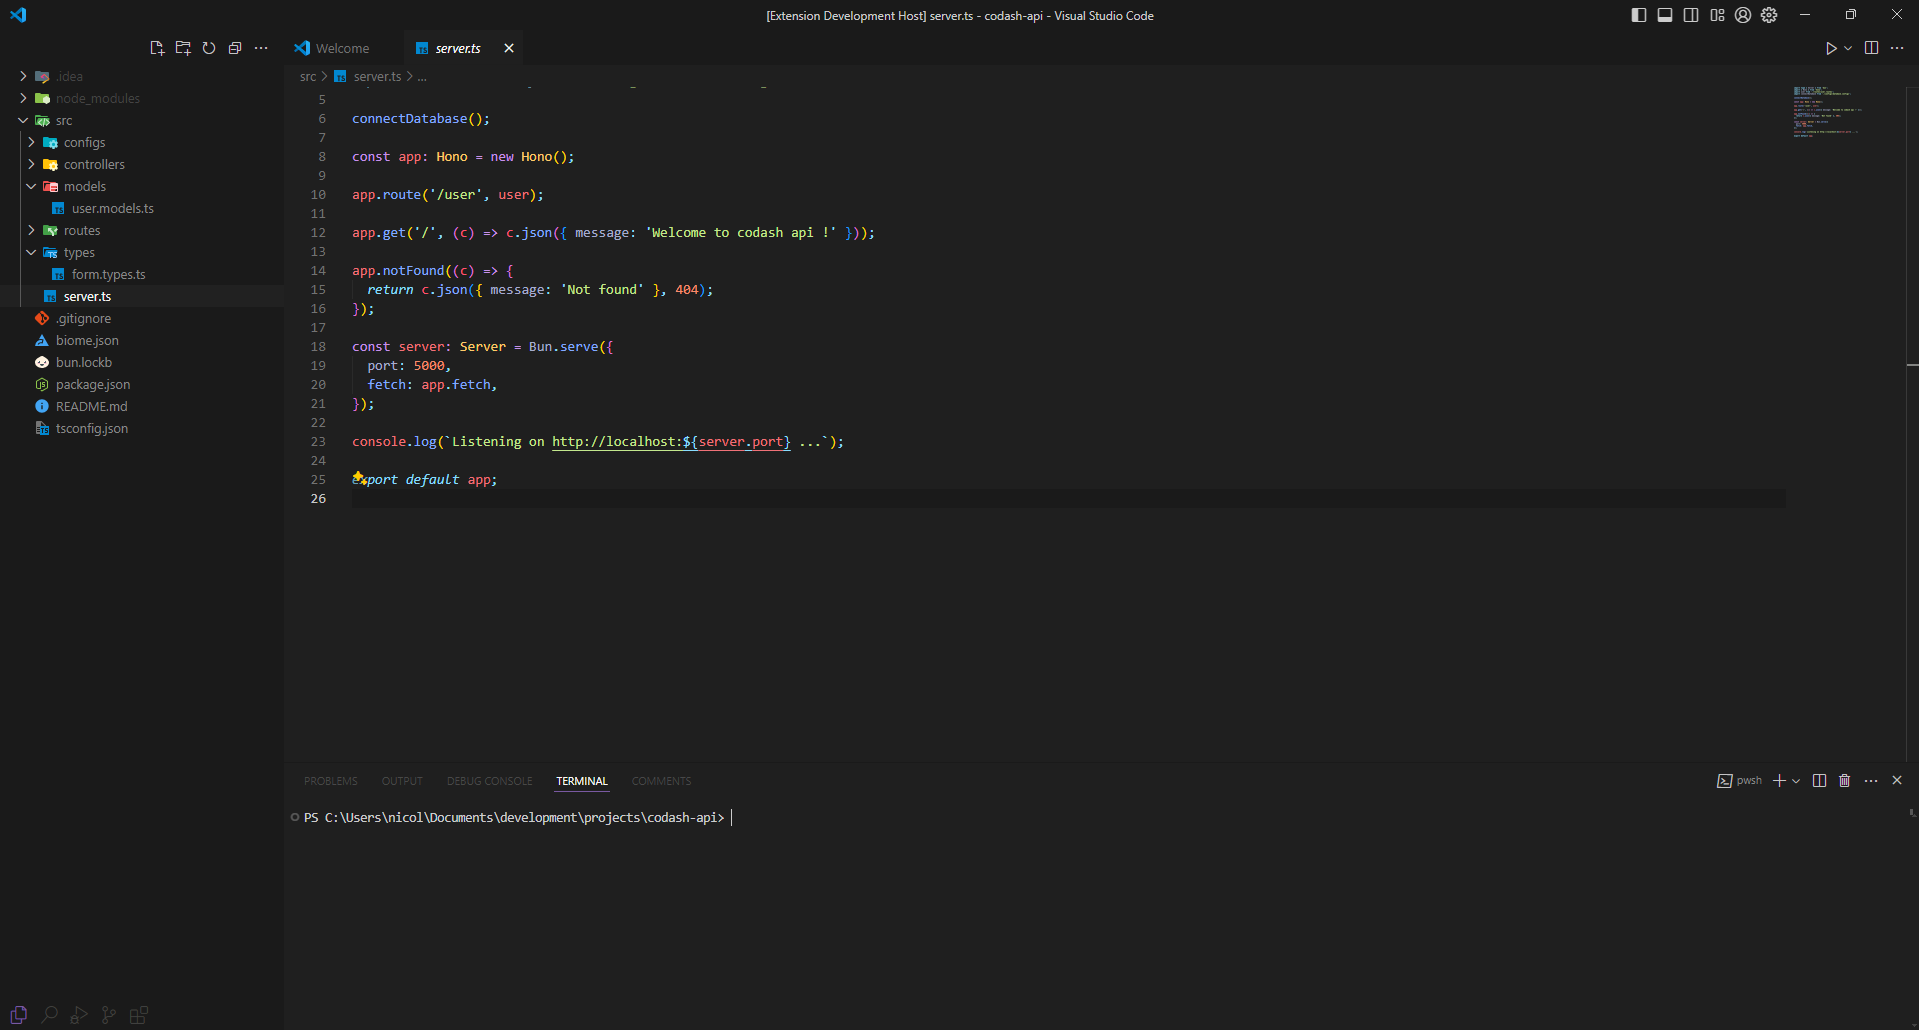 [Extension Development Host] server.ts - codash-api - Visual Studio Code
Welcome
server.ts
src > server.ts > ...
.idea
node_modules
src
configs
controllers
models
user.models.ts
routes
types
form.types.ts
server.ts
.gitignore
biome.json
bun.lockb
package.json
README.md
tsconfig.json
5
6 connectDatabase();
7
8 const app: Hono = new Hono();
9
10 app.route('/user', user);
11
12 app.get('/', (c) => c.json({ message: 'Welcome to codash api !' }));
13
14 app.notFound((c) => {
15 return c.json({ message: 'Not found' }, 404);
16 });
17
18 const server: Server = Bun.serve({
19 port: 5000,
20 fetch: app.fetch,
21 });
22
23 console.log(`Listening on http://localhost:${server.port} ...`);
24
25 export default app;
26
PROBLEMS OUTPUT DEBUG CONSOLE TERMINAL COMMENTS
pwsh
PS C:\Users\nicol\Documents\development\projects\codash-api>